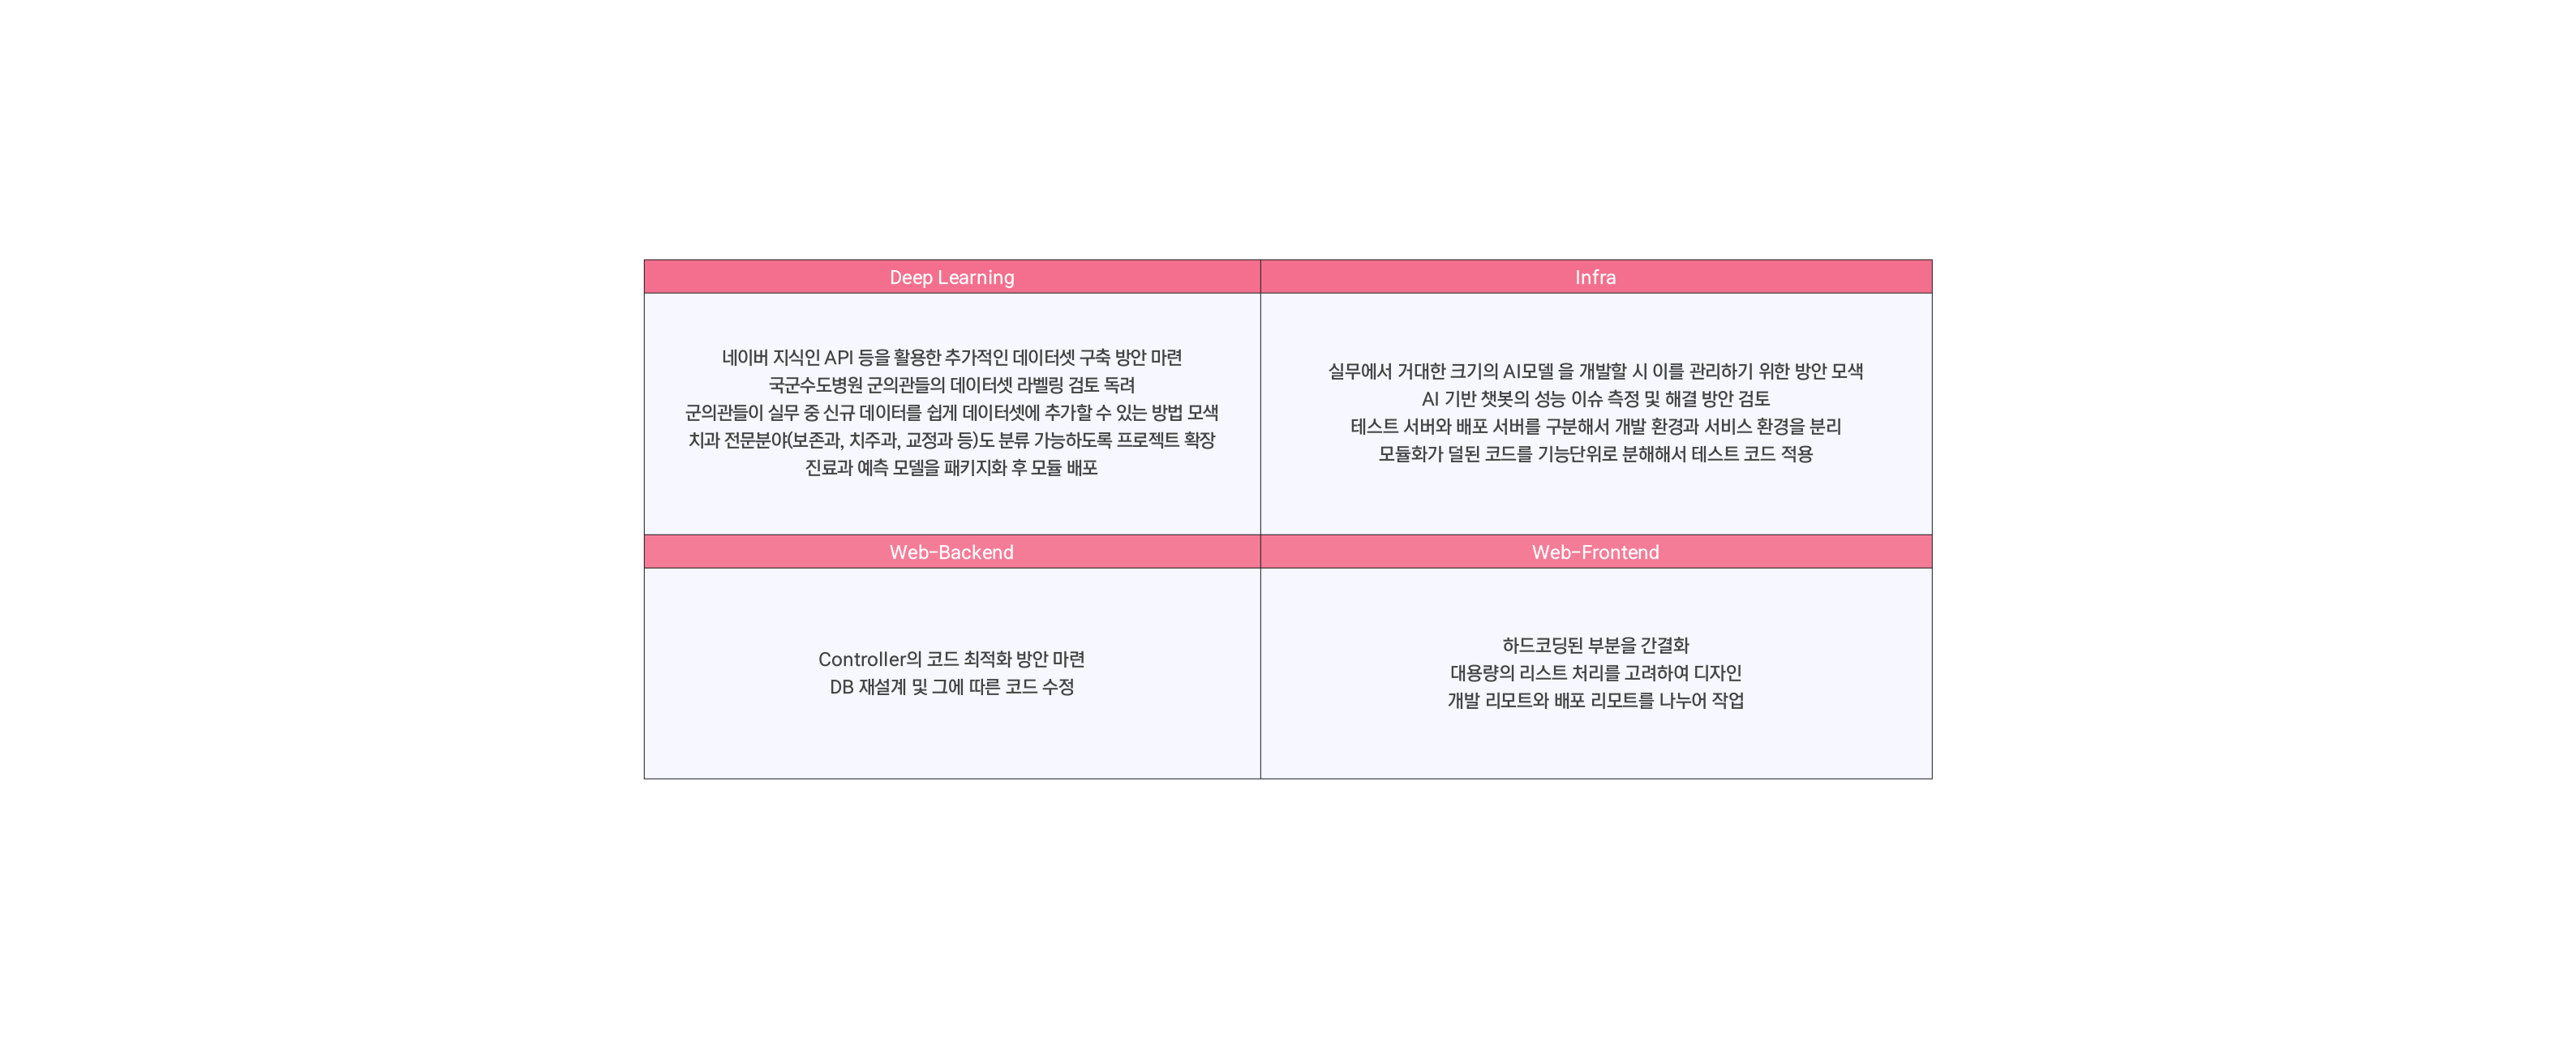 Deep Learning
Infra
네이버 지식인 API 등을 활용한 추가적인 데이터셋 구축 방안 마련
국군수도병원 군의관들의 데이터셋 라벨링 검토 독려
군의관들이 실무 중 신규 데이터를 쉽게 데이터셋에 추가할 수 있는 방법 모색
치과 전문분야(보존과, 치주과, 교정과 등)도 분류 가능하도록 프로젝트 확장
진료과 예측 모델을 패키지화 후 모듈 배포
실무에서 거대한 크기의 AI모델 을 개발할 시 이를 관리하기 위한 방안 모색
AI 기반 챗봇의 성능 이슈 측정 및 해결 방안 검토
테스트 서버와 배포 서버를 구분해서 개발 환경과 서비스 환경을 분리
모듈화가 덜된 코드를 기능단위로 분해해서 테스트 코드 적용
Web-Backend
Web-Frontend
Controller의 코드 최적화 방안 마련
DB 재설계 및 그에 따른 코드 수정
하드코딩된 부분을 간결화
대용량의 리스트 처리를 고려하여 디자인
개발 리모트와 배포 리모트를 나누어 작업